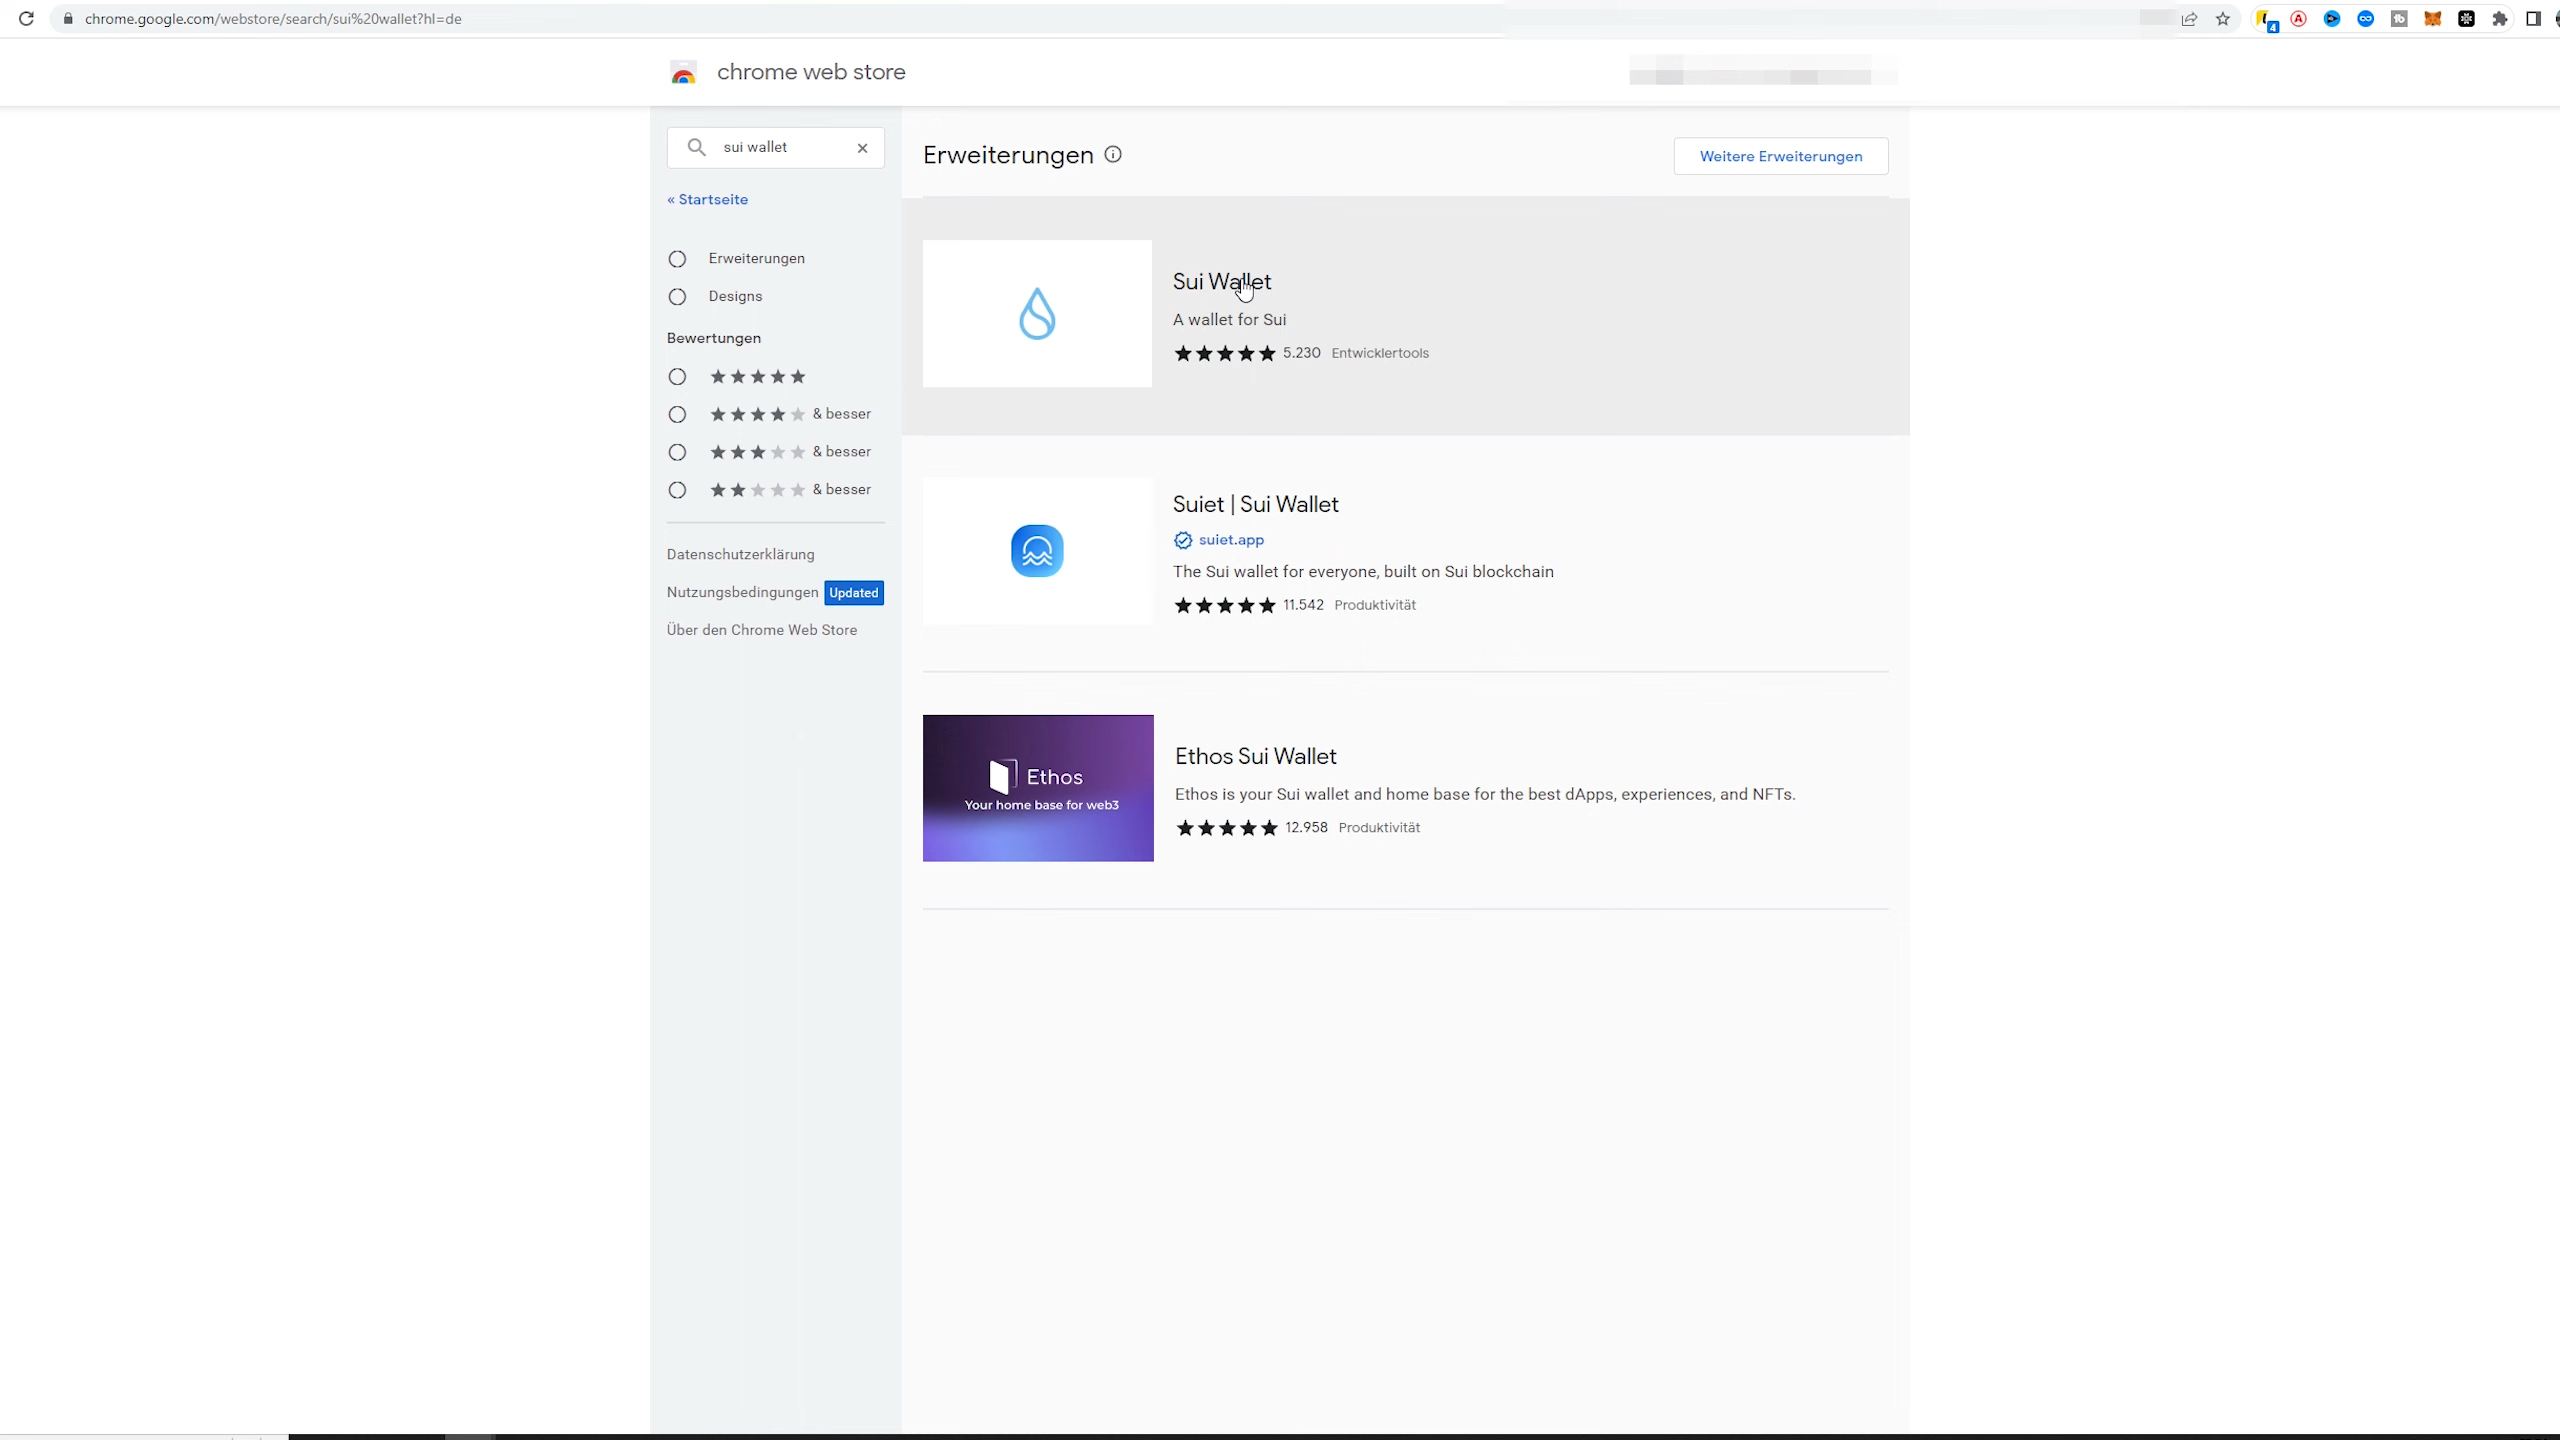 chrome.google.com/webstore/search/sui%20wallet?hl=de
4
chrome web store
sui wallet
« Startseite
Erweiterungen
Designs
Bewertungen
& besser
& besser
& besser
Datenschutzerklärung
Nutzungsbedingungen Updated
Über den Chrome Web Store
Erweiterungen
Weitere Erweiterungen
Sui Wallet
A wallet for Sui
5.230 Entwicklertools
Suiet | Sui Wallet
suiet.app
The Sui wallet for everyone, built on Sui blockchain
11.542 Produktivität
Ethos
Your home base for web3
Ethos Sui Wallet
Ethos is your Sui wallet and home base for the best dApps, experiences, and NFTs.
12.958 Produktivität